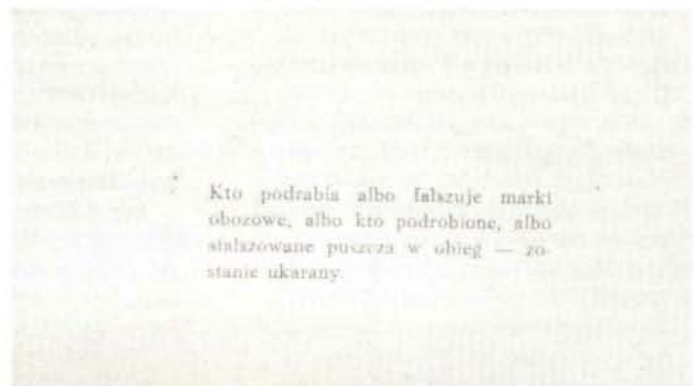 Kto podrabia albo fałszuje marki
obozowe, albo kto podrobione, albo
sfałszowane puszcza w obieg — zo-
stanie ukarany.